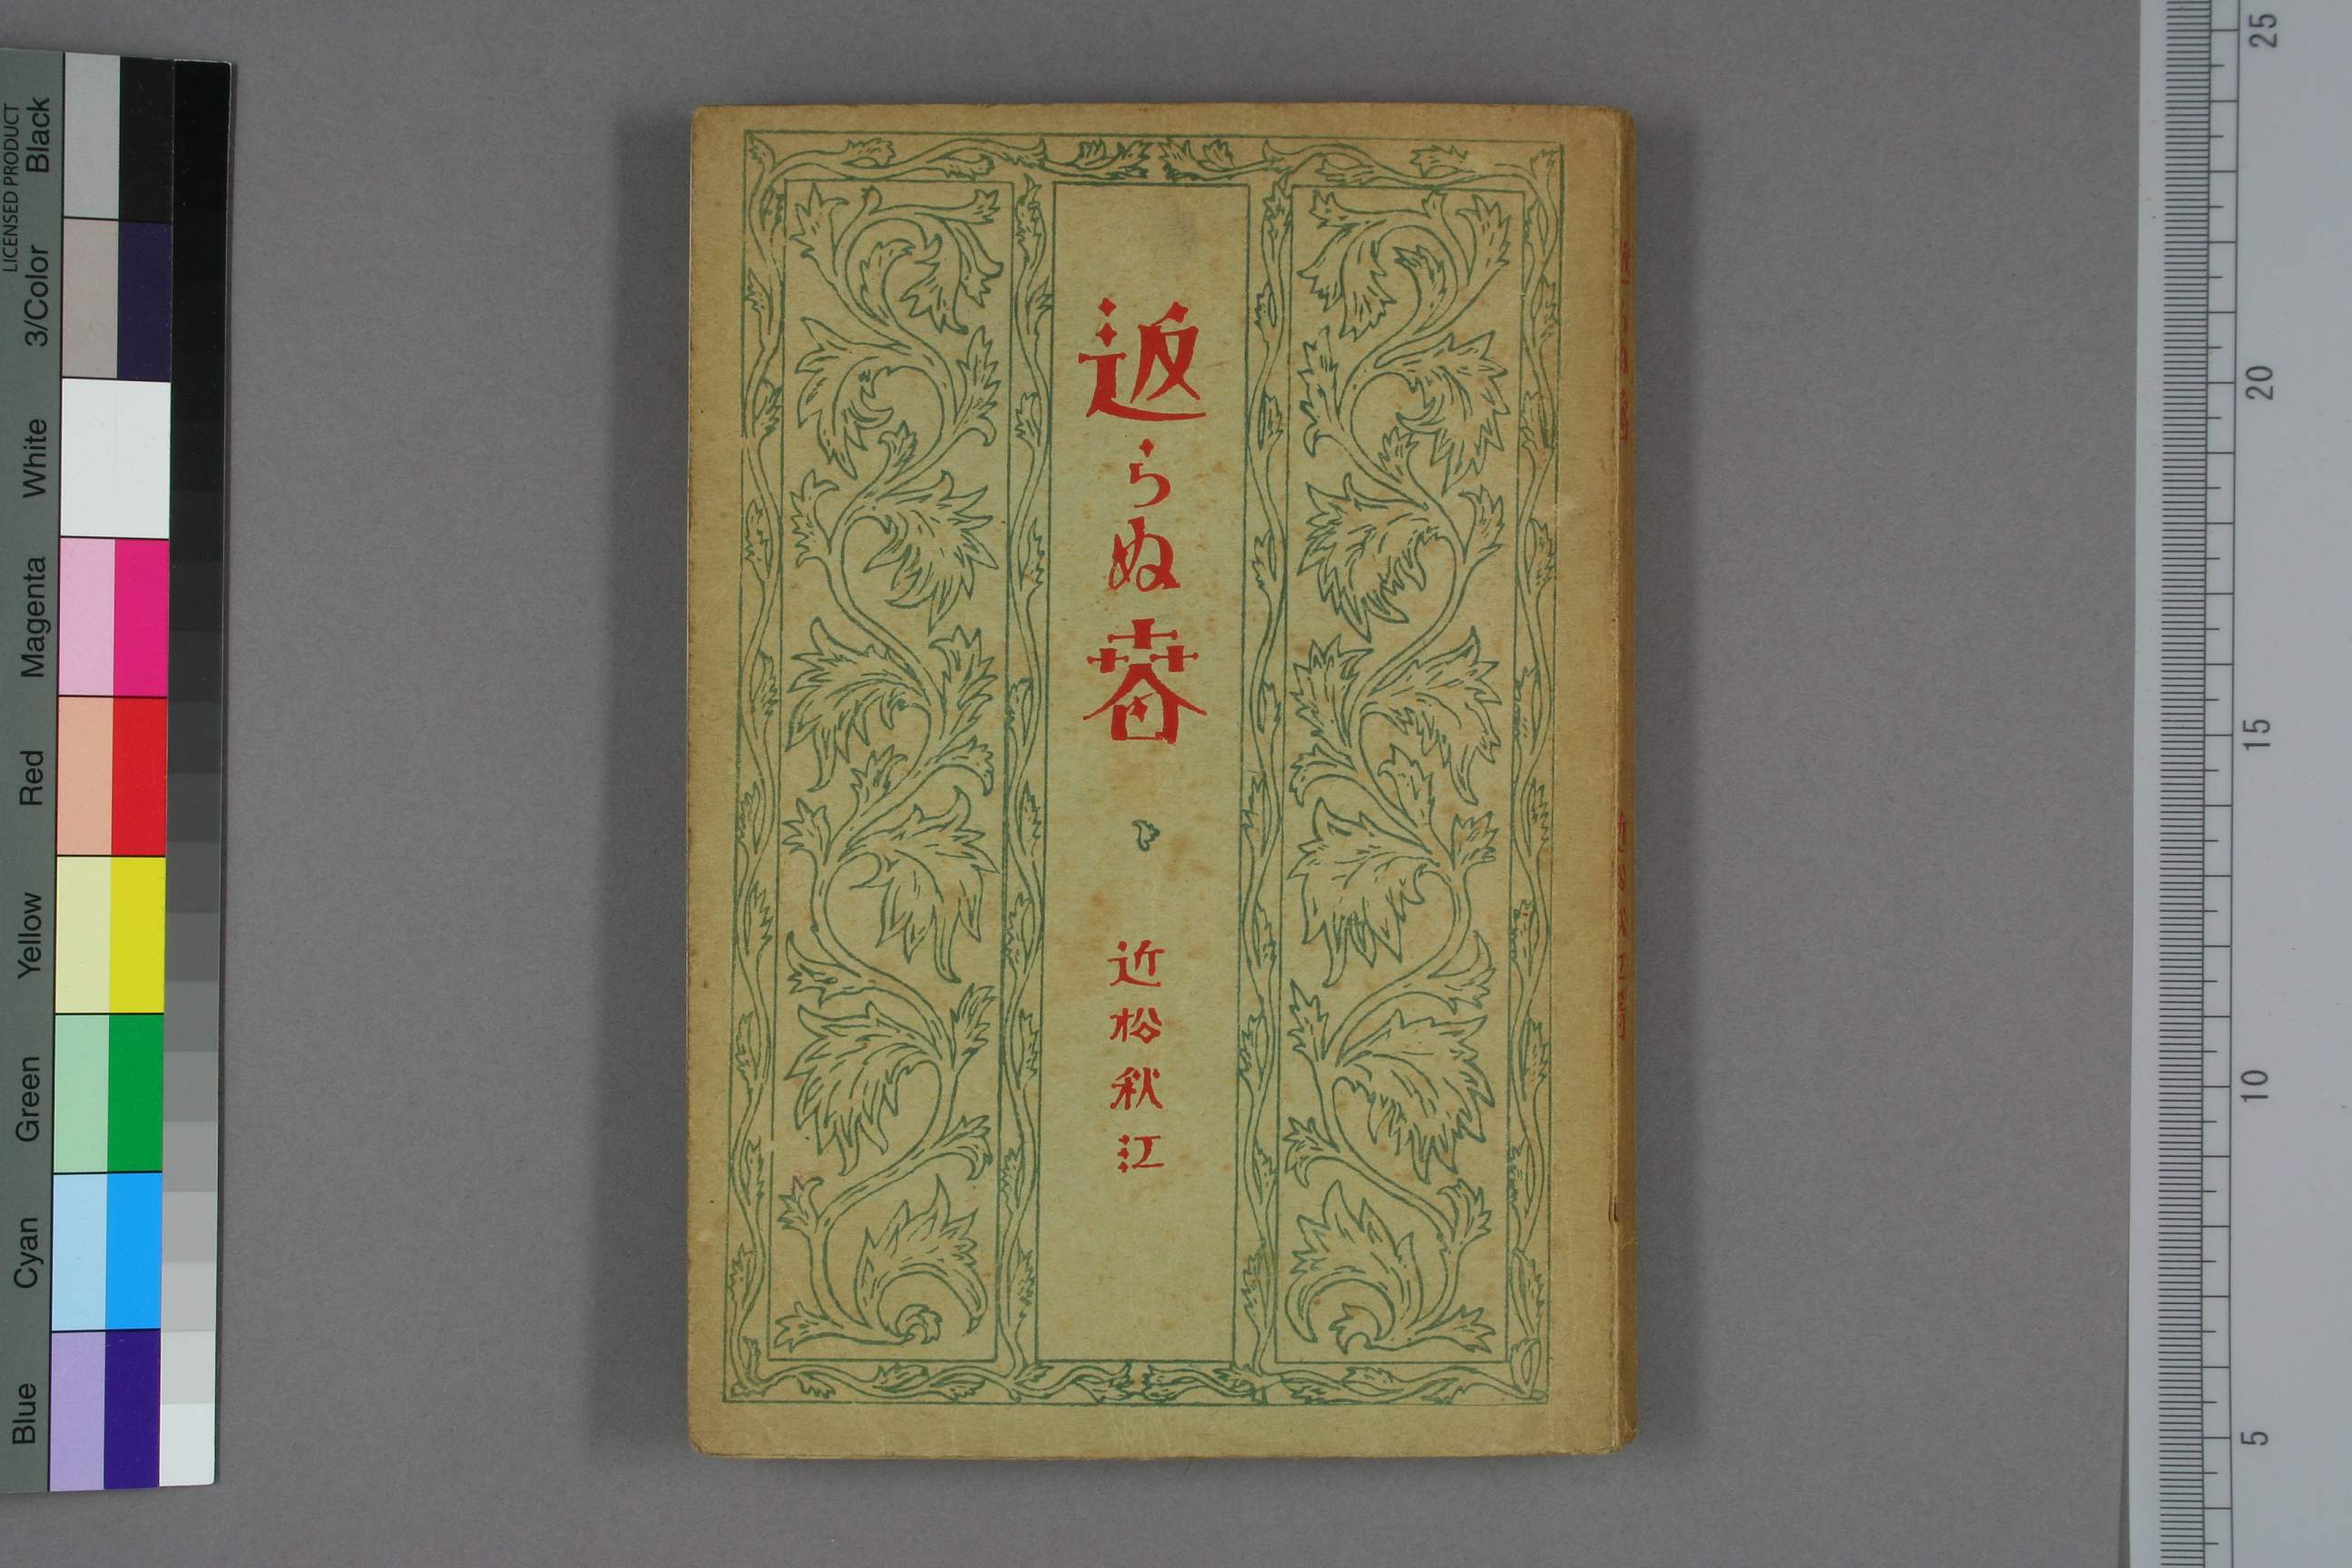 返らぬ春
近松秋江
LICENSED PRODUCT
Black
3/Color
White
Magenta
Red
Yellow
Green
Cyan
Blue
25
20
15
10
5